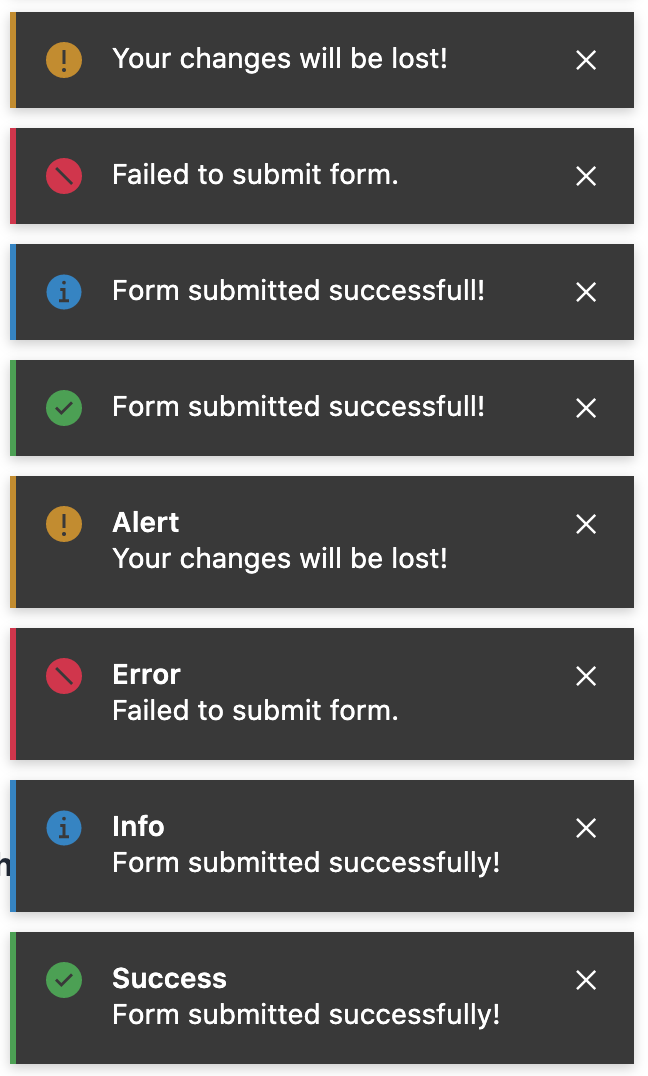 Your changes will be lost!
Failed to submit form.
Form submitted successfull!
Form submitted successfull!
Alert
Your changes will be lost!
Error
Failed to submit form.
Info
Form submitted successfully!
Success
Form submitted successfully!